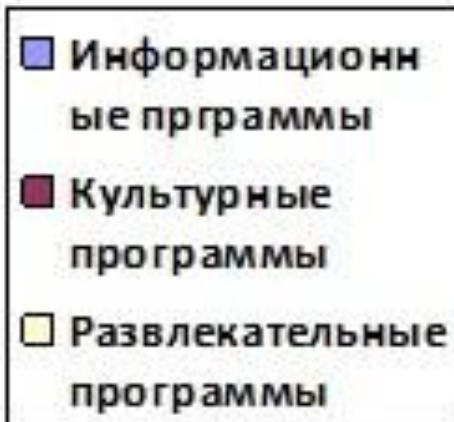 Информационн
ые прграммы
Культурные
программы
Развлекательные
программы